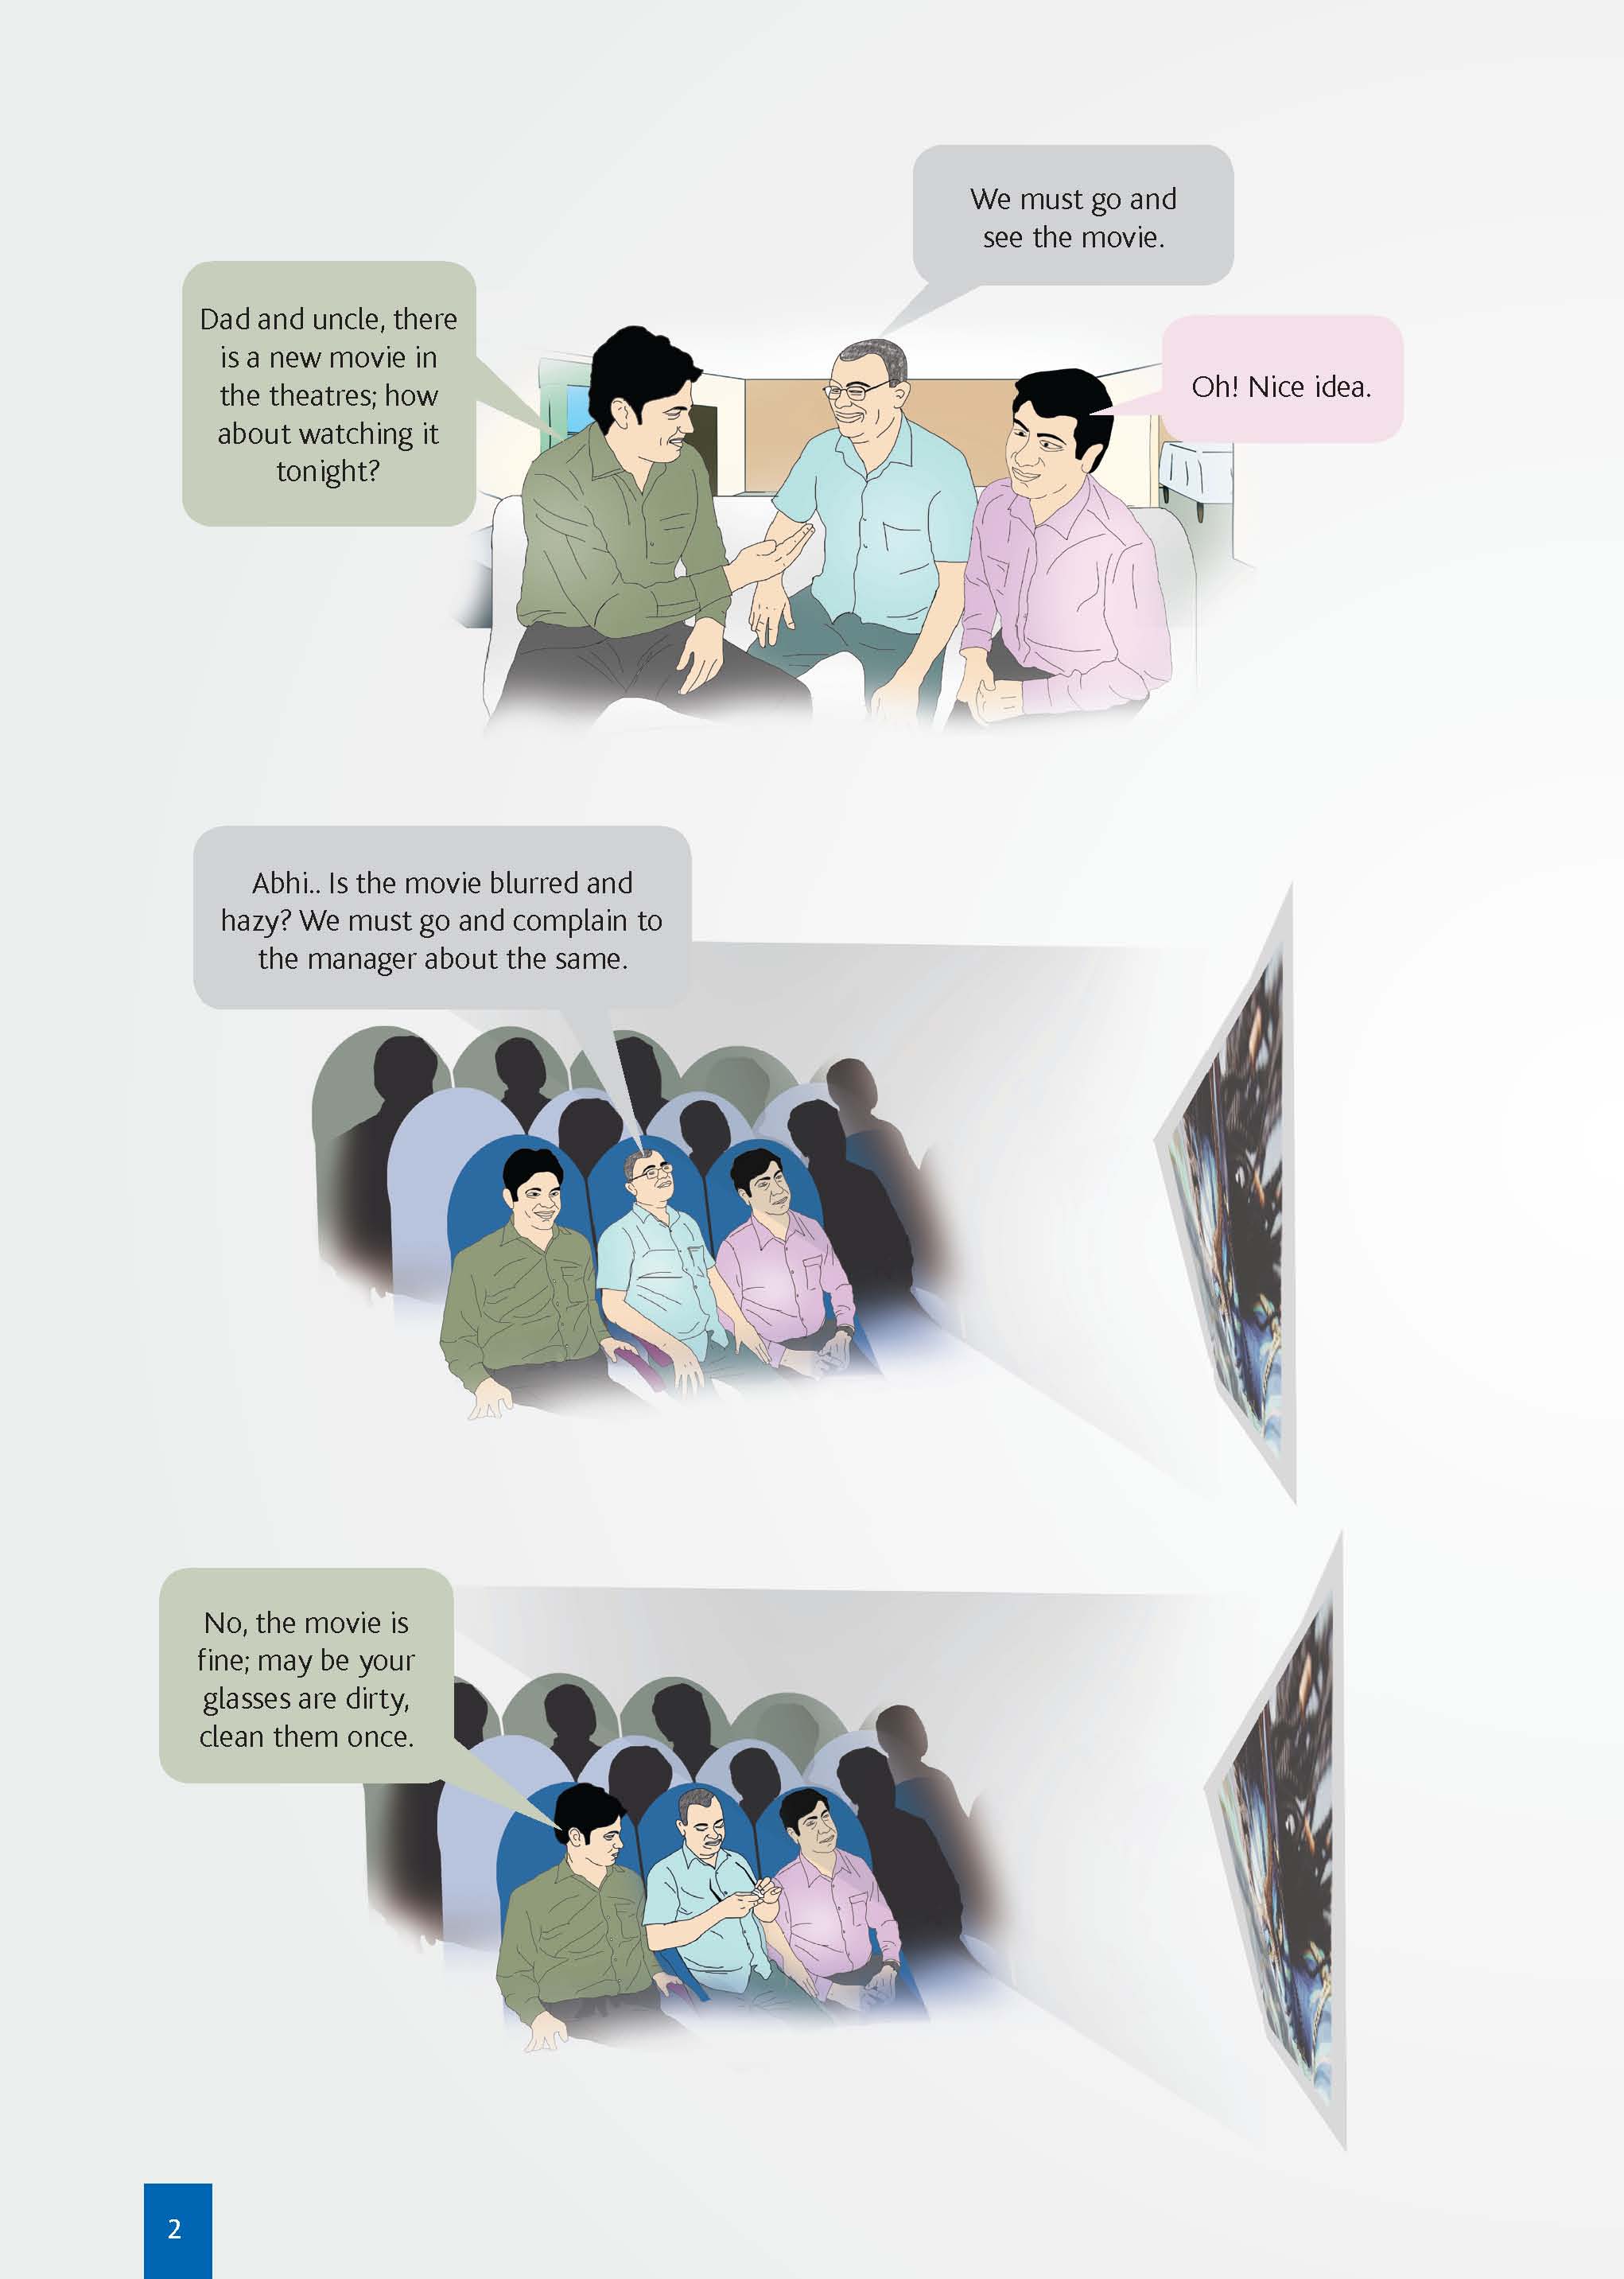 We must go and
see the movie.
Dad and uncle, there
is a new movie in
the theatres; how
about watching it
tonight?
Oh! Nice idea.
Abhi.. Is the movie blurred and
hazy? We must go and complain to
the manager about the same.
No, the movie is
fine; may be your
glasses are dirty,
clean them once.
2